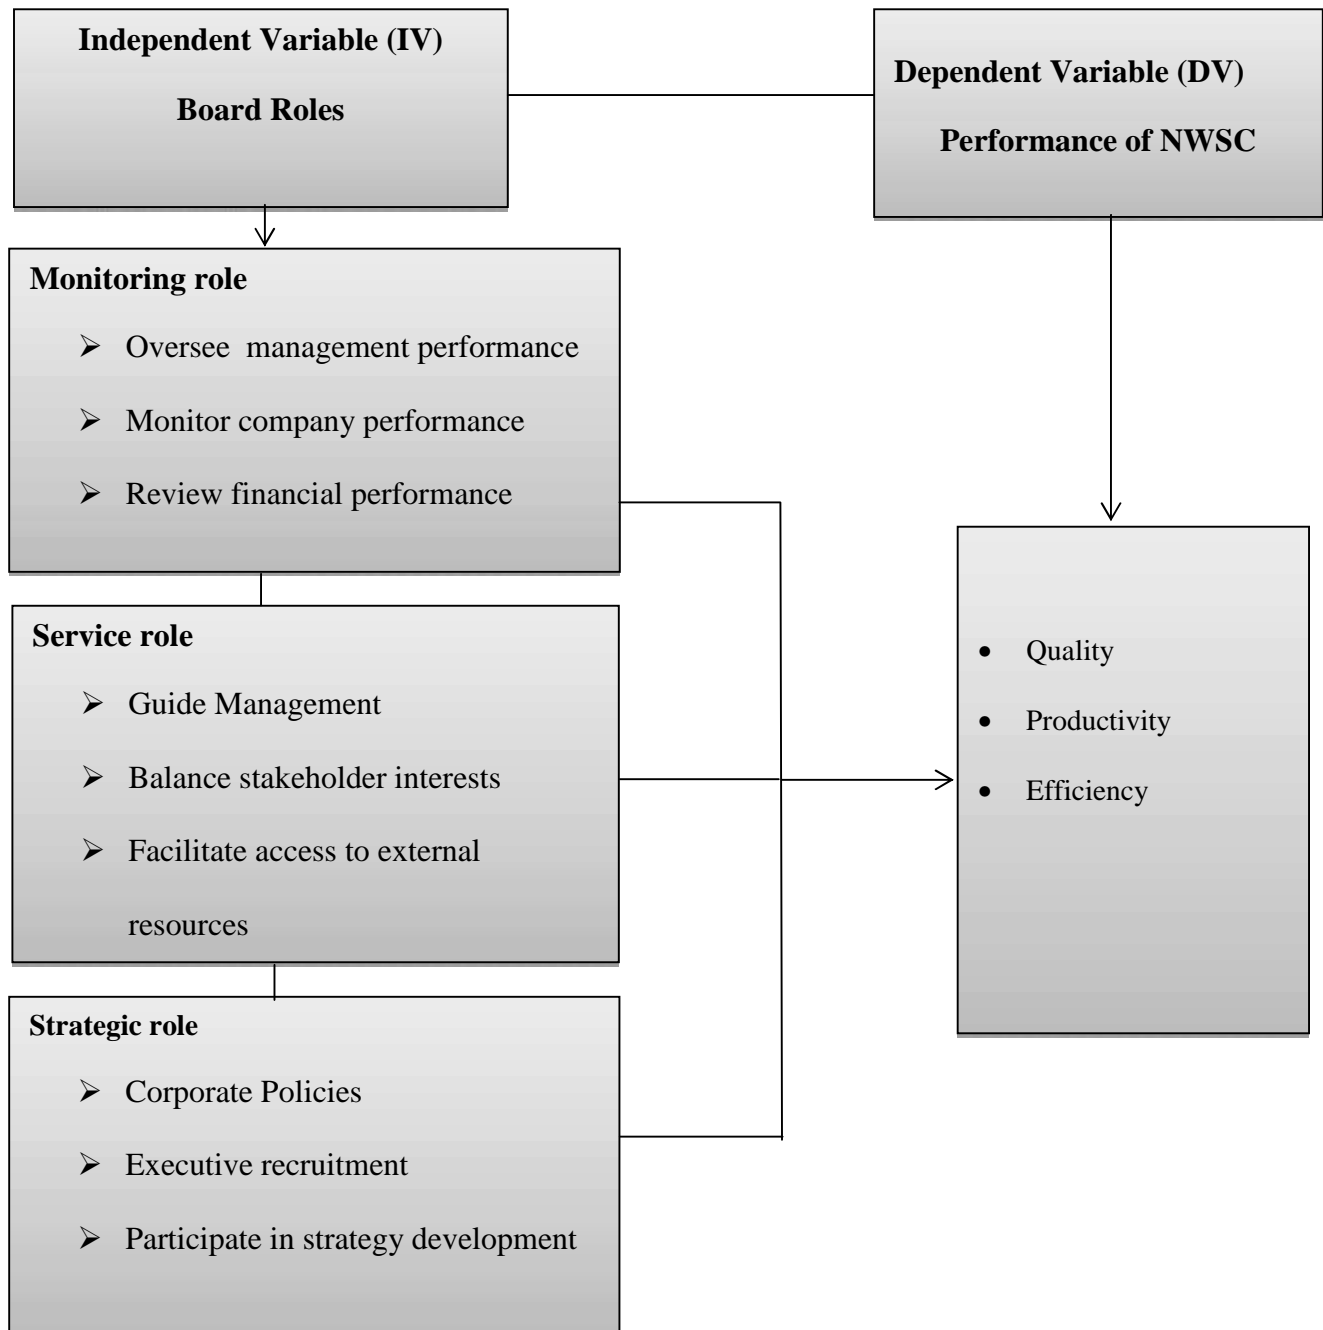 Independent Variable (IV)
Board Roles
Dependent Variable (DV)
Performance of NWSC
Monitoring role
➢ Oversee management performance
➢ Monitor company performance
➢ Review financial performance
Service role
➢ Guide Management
➢ Balance stakeholder interests
➢ Facilitate access to external
resources
Strategic role
➢ Corporate Policies
➢ Executive recruitment
➢ Participate in strategy development
• Quality
• Productivity
• Efficiency